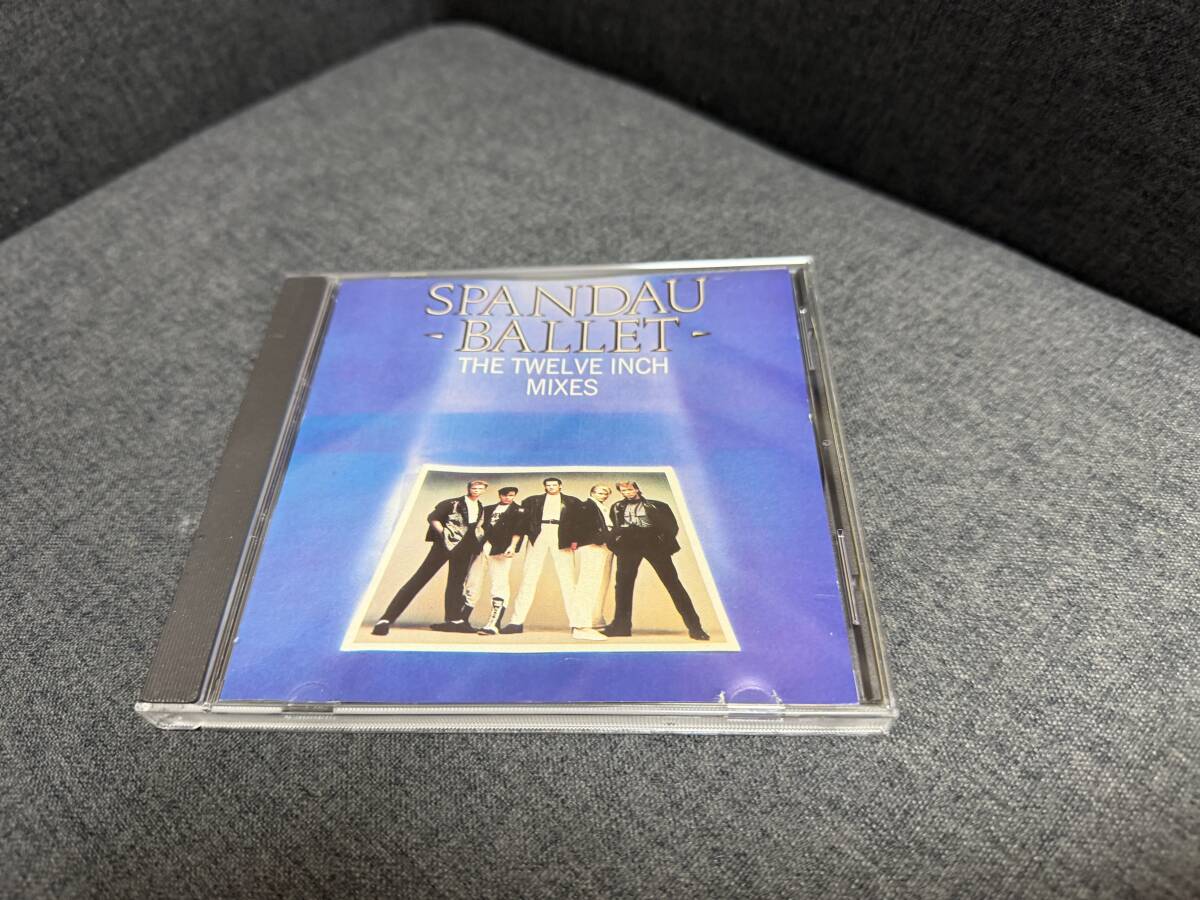 SPANDAU
- BALLET -
THE TWELVE INCH
MIXES